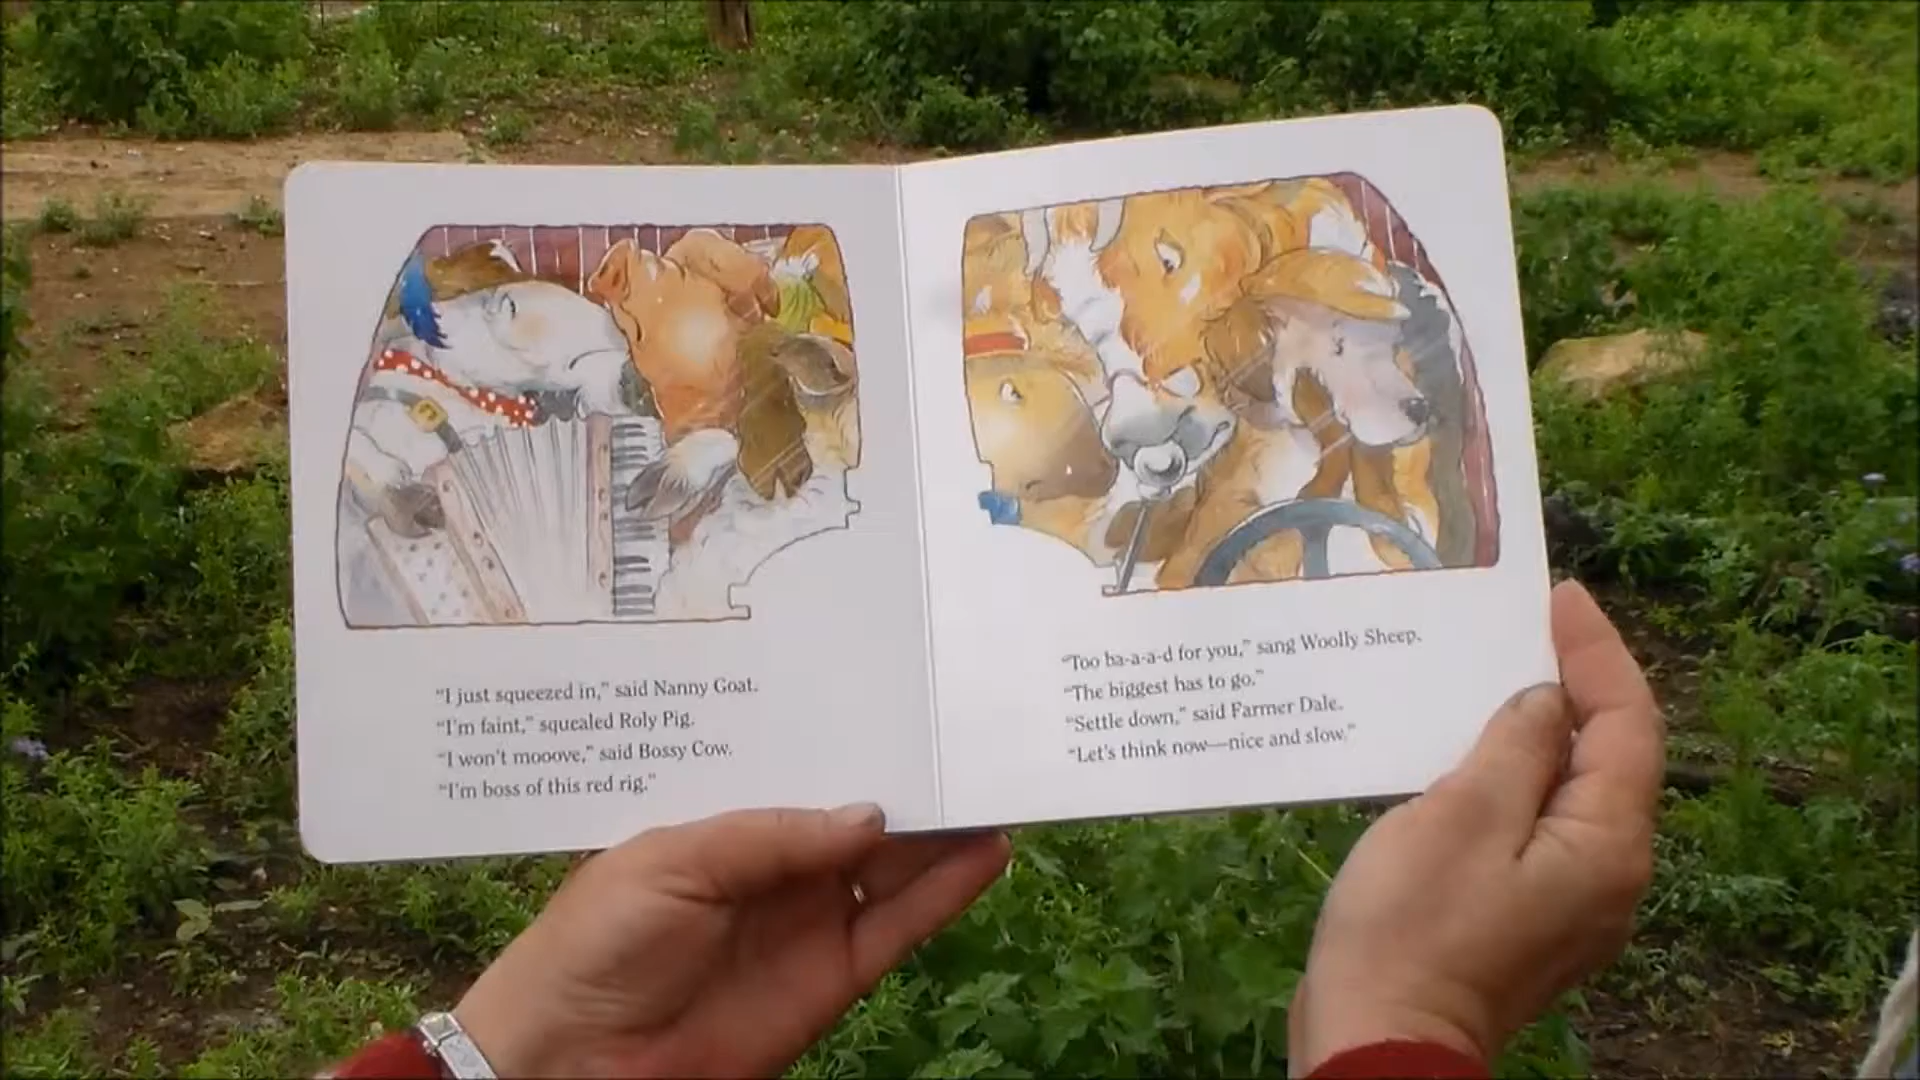 “I just squeezed in,” said Nanny Goat.
“I'm faint,” squealed Roly Pig.
“I won't mooove,” said Bossy Cow.
“I'm boss of this red rig.”
“Too ba-a-a-d for you,” sang Woolly Sheep.
“The biggest has to go.”
“Settle down,” said Farmer Dale.
“Let's think now—nice and slow.”